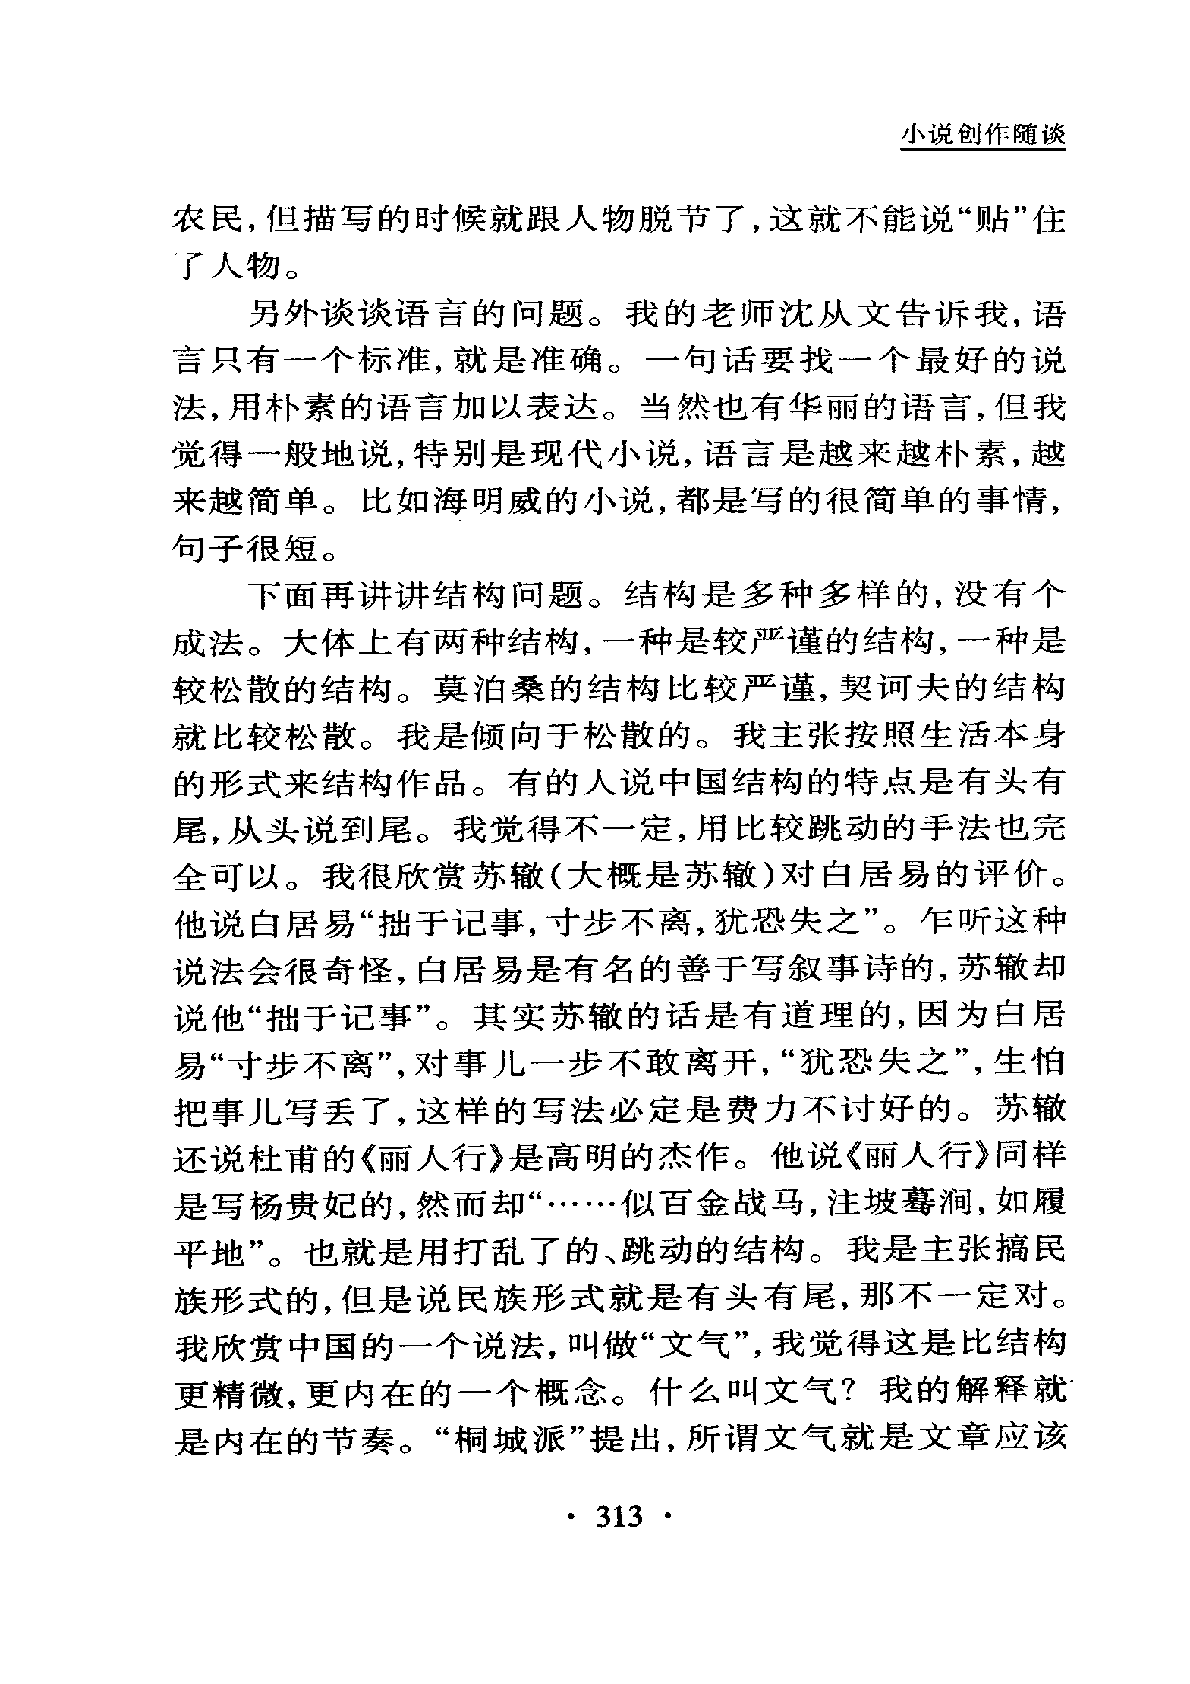 小说创作随谈
农民,但描写的时候就跟人物脱节了,这就不能说“贴”住
了人物。
另外谈谈语言的问题。我的老师沈从文告诉我,语
言只有一个标准,就是准确。一句话要找一个最好的说
法,用朴素的语言加以表达。当然也有华丽的语言,但我
觉得一般地说,特别是现代小说,语言是越来越朴素,越
来越简单。比如海明威的小说,都是写的很简单的事情,
句子很短。
下面再讲讲结构问题。结构是多种多样的,没有个
成法。大体上有两种结构,一种是较严谨的结构,一种是
较松散的结构。莫泊桑的结构比较严谨,契诃夫的结构
就比较松散。我是倾向于松散的。我主张按照生活本身
的形式来结构作品。有的人说中国结构的特点是有头有
尾,从头说到尾。我觉得不一定,用比较跳动的手法也完
全可以。我很欣赏苏辙(大概是苏辙)对白居易的评价。
他说白居易“拙于记事,寸步不离,犹恐失之”。乍听这种
说法会很奇怪,白居易是有名的善于写叙事诗的,苏辙却
说他“拙于记事”。其实苏辙的话是有道理的,因为白居
易“寸步不离”,对事儿一步不敢离开,“犹恐失之”,生怕
把事儿写丢了,这样的写法必定是费力不讨好的。苏辙
还说杜甫的《丽人行》是高明的杰作。他说《丽人行》同样
是写杨贵妃的,然而却“……似百金战马,注坡蓦涧,如履
平地”。也就是用打乱了的、跳动的结构。我是主张搞民
族形式的,但是说民族形式就是有头有尾,那不一定对。
我欣赏中国的一个说法,叫做“文气”,我觉得这是比结构
更精微,更内在的一个概念。什么叫文气?我的解释就
是内在的节奏。“桐城派”提出,所谓文气就是文章应该
· 313 ·